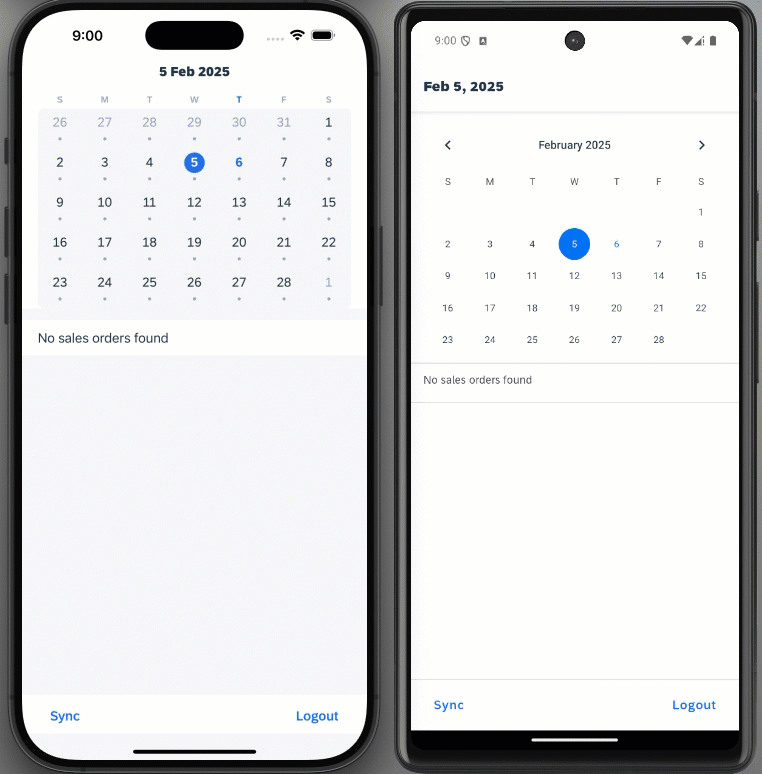 9:00
5 Feb 2025
S M T W T F S
26 27 28 29 30 31 1
2 3 4 5 6 7 8
9 10 11 12 13 14 15
16 17 18 19 20 21 22
23 24 25 26 27 28 1
No sales orders found
Sync Logout
9:00
Feb 5, 2025
February 2025
S M T W T F S
1
2 3 4 5 6 7 8
9 10 11 12 13 14 15
16 17 18 19 20 21 22
23 24 25 26 27 28
No sales orders found
Sync Logout